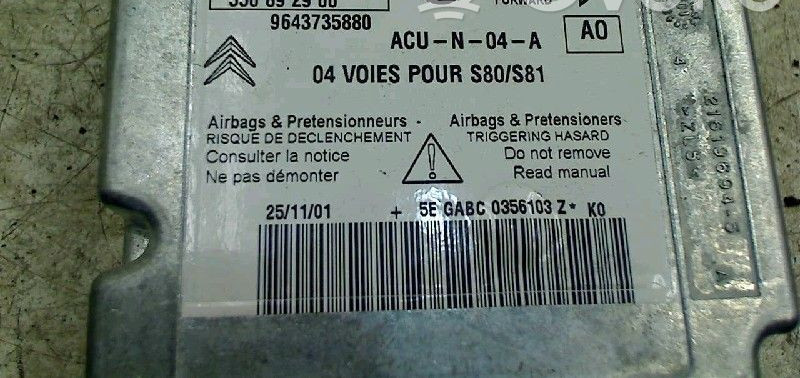 FORWARD
9643735880
ACU-N-04-A
A0
04 VOIES POUR S80/S81
Airbags & Pretensionneurs -
RISQUE DE DECLENCHEMENT
Consulter la notice
Ne pas démonter
Airbags & Pretensioners
TRIGGERING HASARD
Do not remove
Read manual
25/11/01 + 5E GABC 0356103 Z* K0